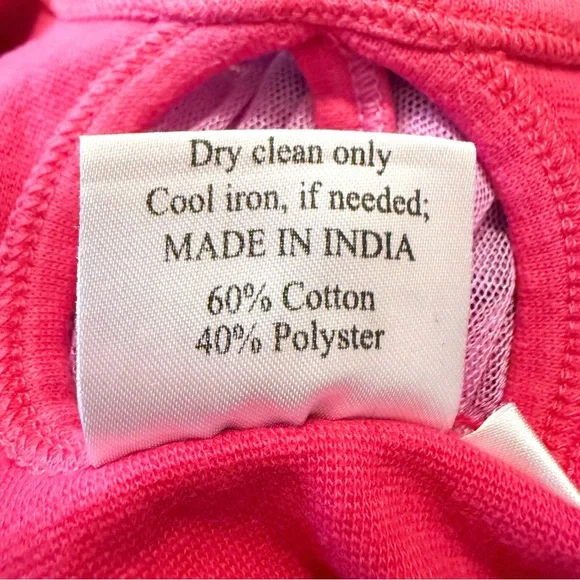 Dry clean only
Cool iron, if needed;
MADE IN INDIA
60% Cotton
40% Polyster